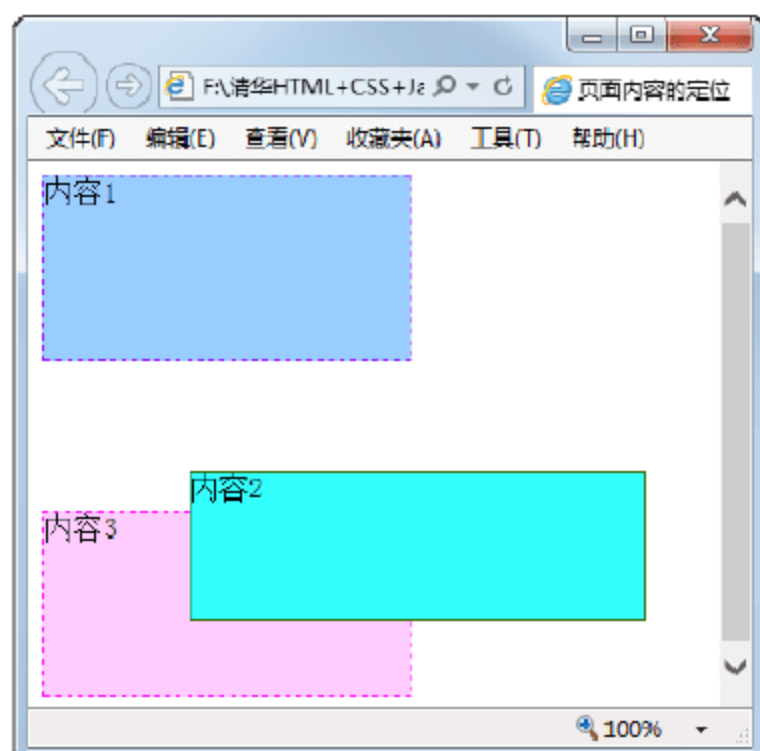 F:\清华HTML+CSS+Ja
页面内容的定位
文件(F) 编辑(E) 查看(V) 收藏夹(A) 工具(T) 帮助(H)
内容1
内容2
内容3
100%